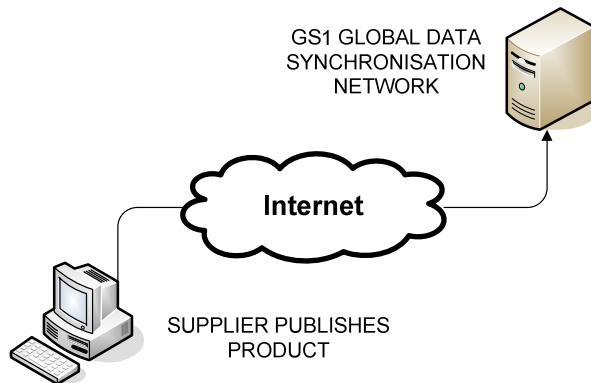 GS1 GLOBAL DATA
SYNCHRONISATION
NETWORK
Internet
SUPPLIER PUBLISHES
PRODUCT